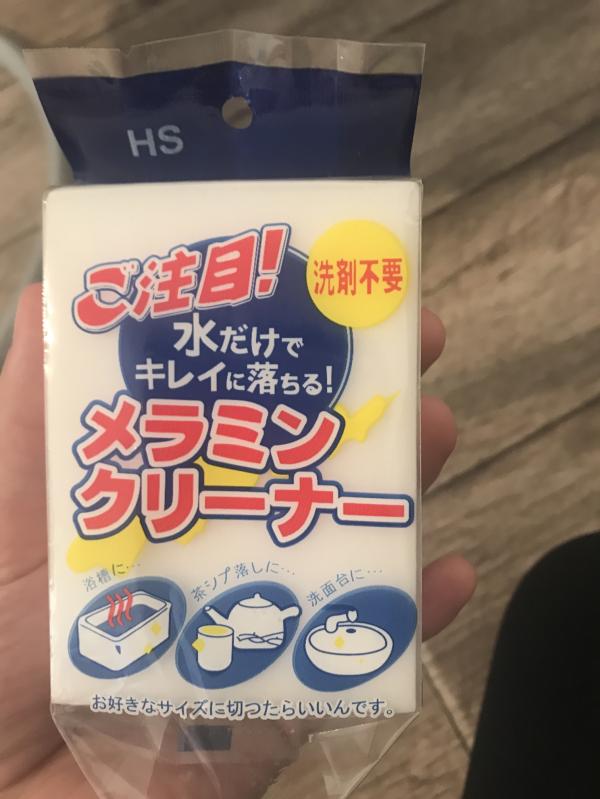 HS
ご注目!
洗剤不要
水だけで
キレイに落ちる!
メラミン
クリーナー
浴槽に…
茶シブ落しに…
洗面台に…
お好きなサイズに切つたらいいんです。